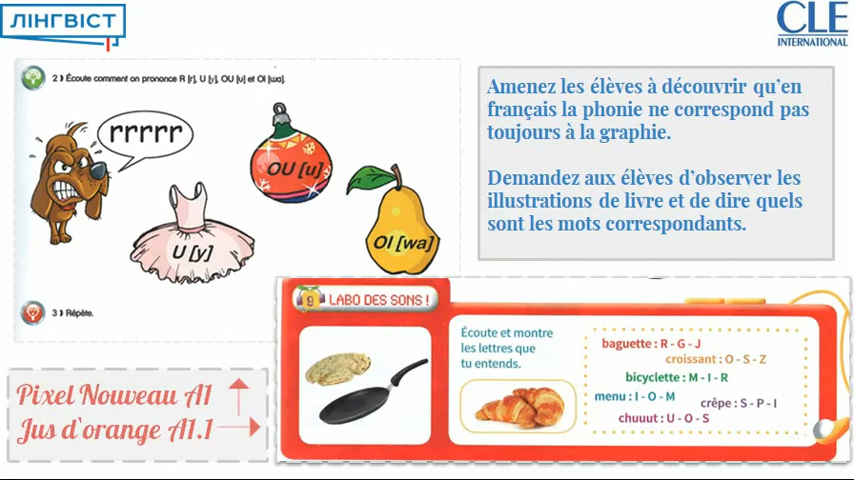 ЛІНГВІСТ
CLE
INTERNATIONAL
2 ❫ Écoute comment on prononce R [r], U [y], OU [u] et OI [wa].
rrrrr
OU [u]
U [y]
OI [wa]
3 ❫ Répète.
Amenez les élèves à découvrir qu’en
français la phonie ne correspond pas
toujours à la graphie.
Demandez aux élèves d’observer les
illustrations de livre et de dire quels
sont les mots correspondants.
9 LABO DES SONS !
Écoute et montre
les lettres que
tu entends.
baguette : R - G - J
croissant : O - S - Z
bicyclette : M - I - R
menu : I - O - M
crêpe : S - P - I
chuuut : U - O - S
Pixel Nouveau A1
Jus d`orange A1.1